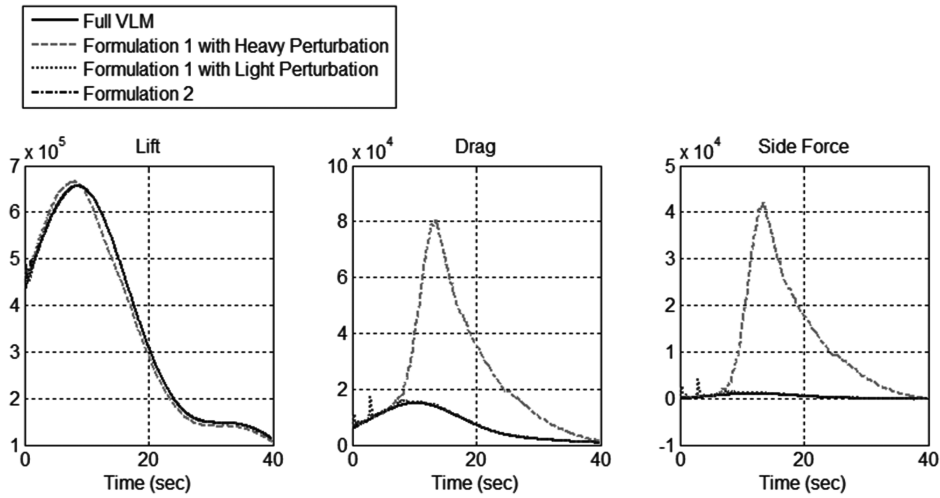 Full VLM
Formulation 1 with Heavy Perturbation
Formulation 1 with Light Perturbation
Formulation 2
x 10^5 Lift
7
6
5
4
3
2
1
0 20 40
Time (sec)
x 10^4 Drag
10
8
6
4
2
0
0 20 40
Time (sec)
x 10^4 Side Force
5
4
3
2
1
0
-1
0 20 40
Time (sec)